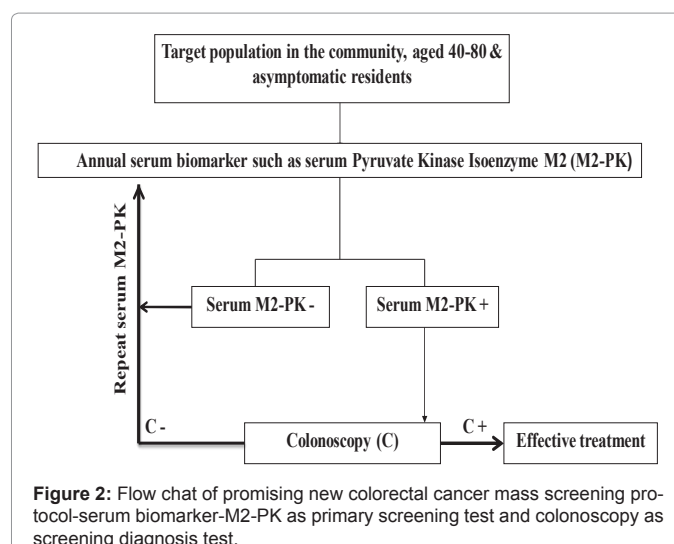 Target population in the community, aged 40-80 &
asymptomatic residents
Annual serum biomarker such as serum Pyruvate Kinase Isoenzyme M2 (M2-PK)
Repeat serum M2-PK
Serum M2-PK -
Serum M2-PK +
C -
Colonoscopy (C)
C +
Effective treatment
Figure 2: Flow chat of promising new colorectal cancer mass screening pro-
tocol-serum biomarker-M2-PK as primary screening test and colonoscopy as
screening diagnosis test.